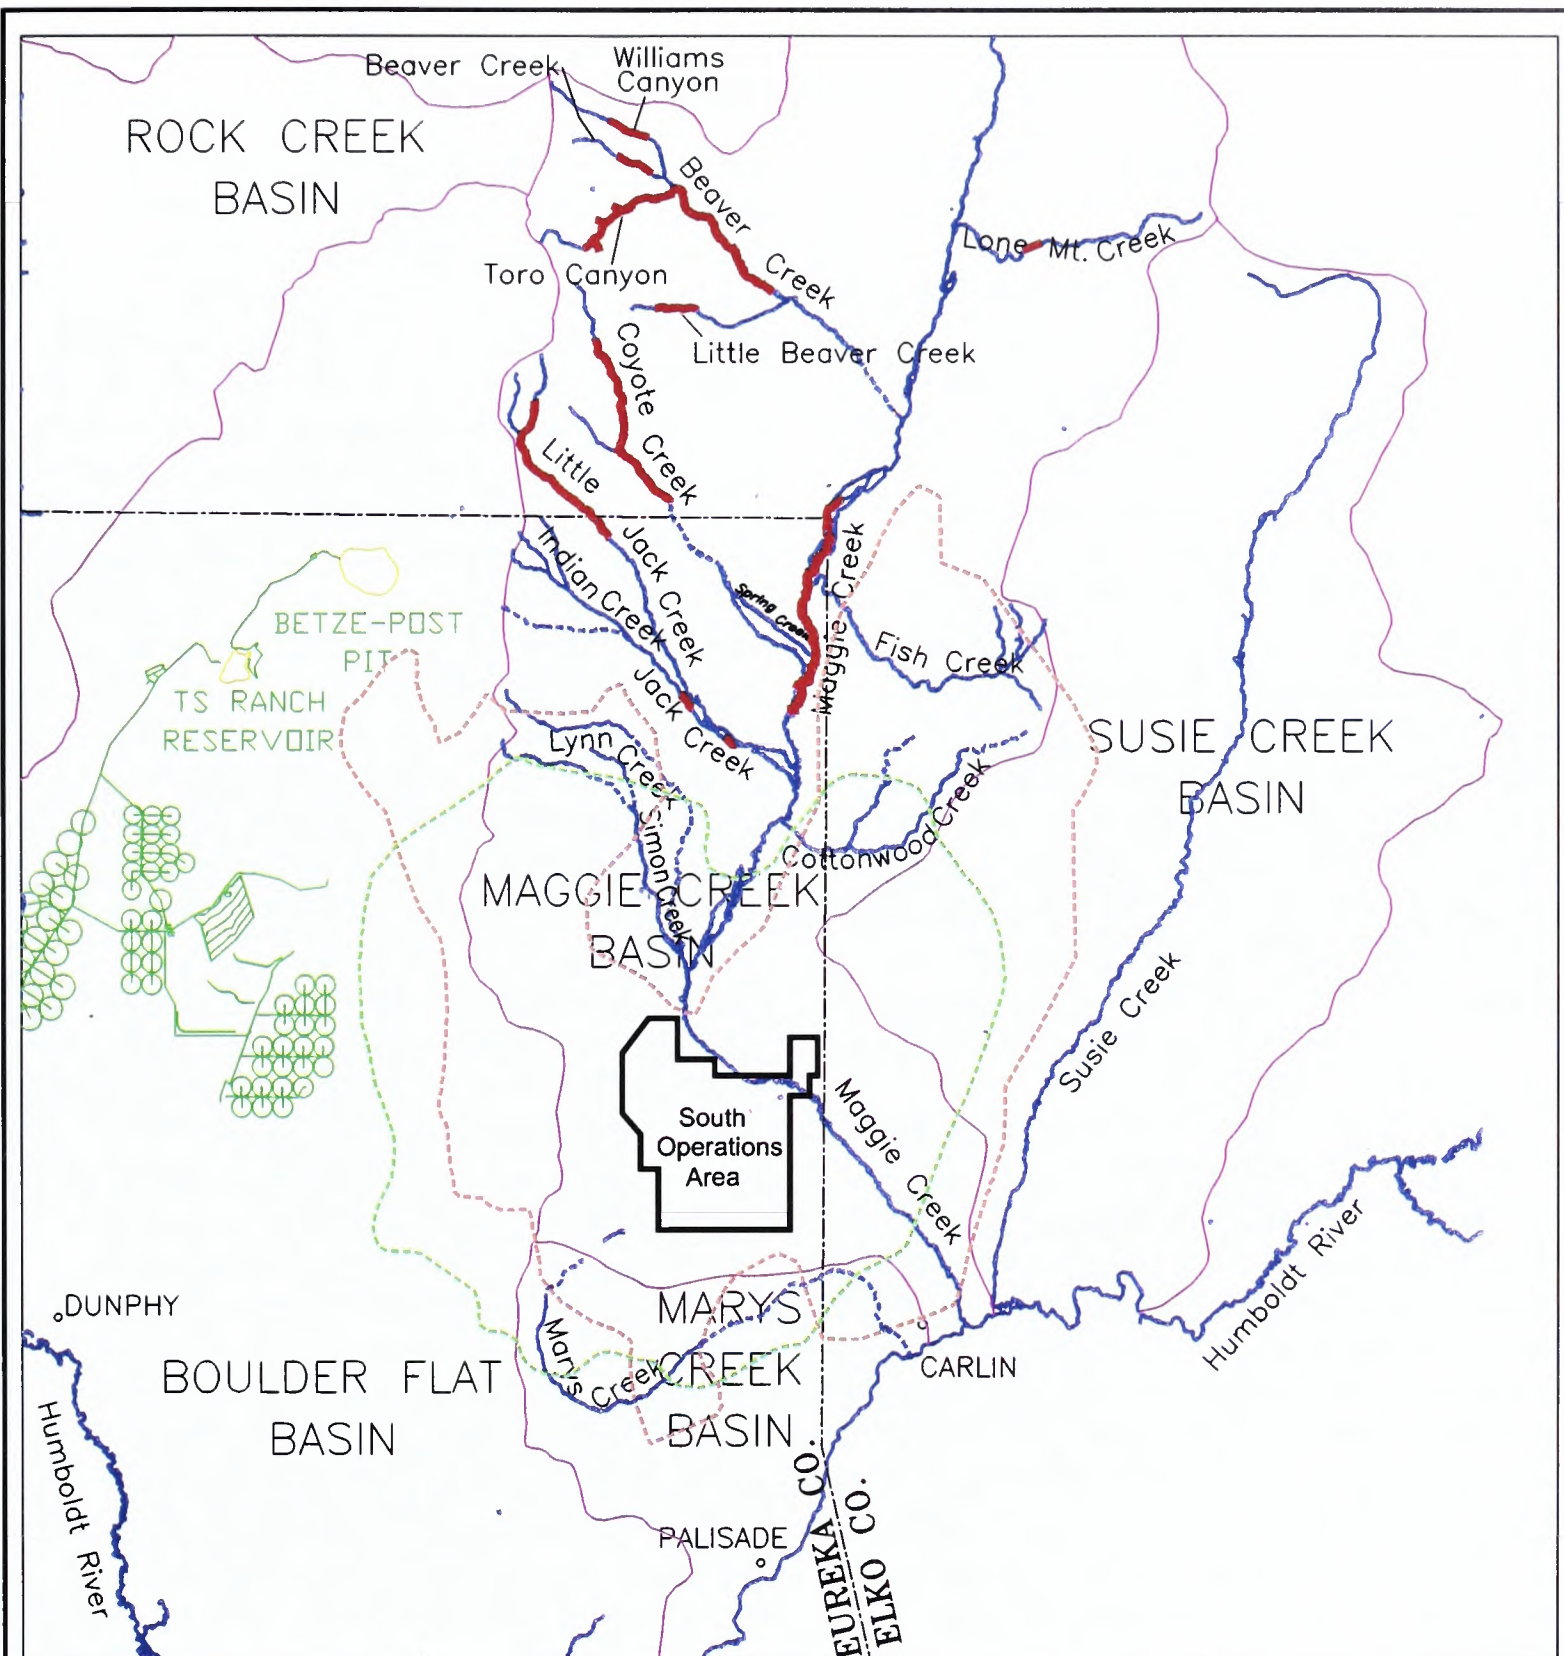 Beaver Creek
Williams
Canyon
ROCK CREEK
BASIN
Beaver Creek
Lone Mt. Creek
Toro Canyon
Little Beaver Creek
Coyote Creek
Little Jack Creek
Indian Creek
Spring Creek
Maggie Creek
Fish Creek
BETZE-POST
PIT
TS RANCH
RESERVOIR
Jack Creek
Lynn Creek
SUSIE CREEK
BASIN
Simon Creek
Cottonwood Creek
MAGGIE CREEK
BASIN
Susie Creek
South
Operations
Area
Maggie Creek
Humboldt River
DUNPHY
MARYS
CREEK
BASIN
Marys Creek
CARLIN
BOULDER FLAT
BASIN
Humboldt River
PALISADE
EUREKA CO.
ELKO CO.